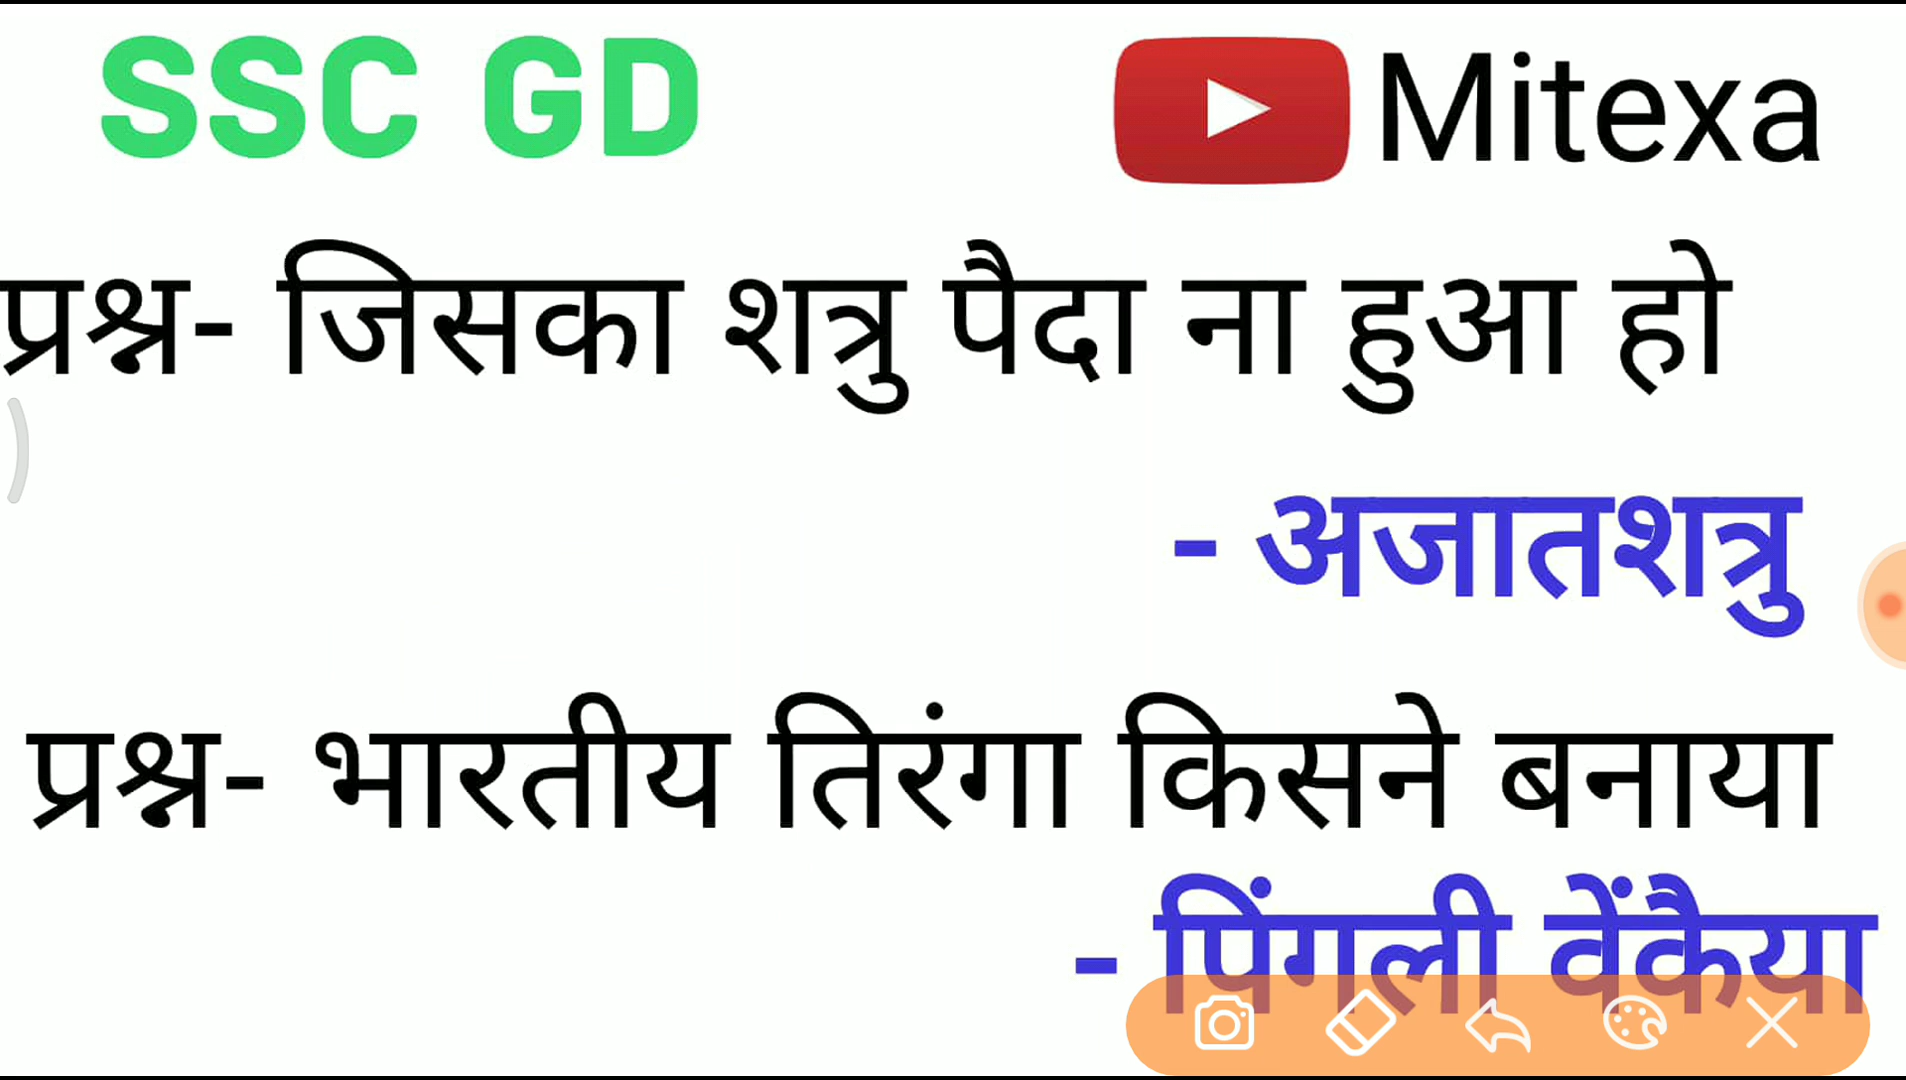 SSC GD
Mitexa
प्रश्न- जिसका शत्रु पैदा ना हुआ हो
- अजातशत्रु
प्रश्न- भारतीय तिरंगा किसने बनाया
- पिंगली वेंकैया